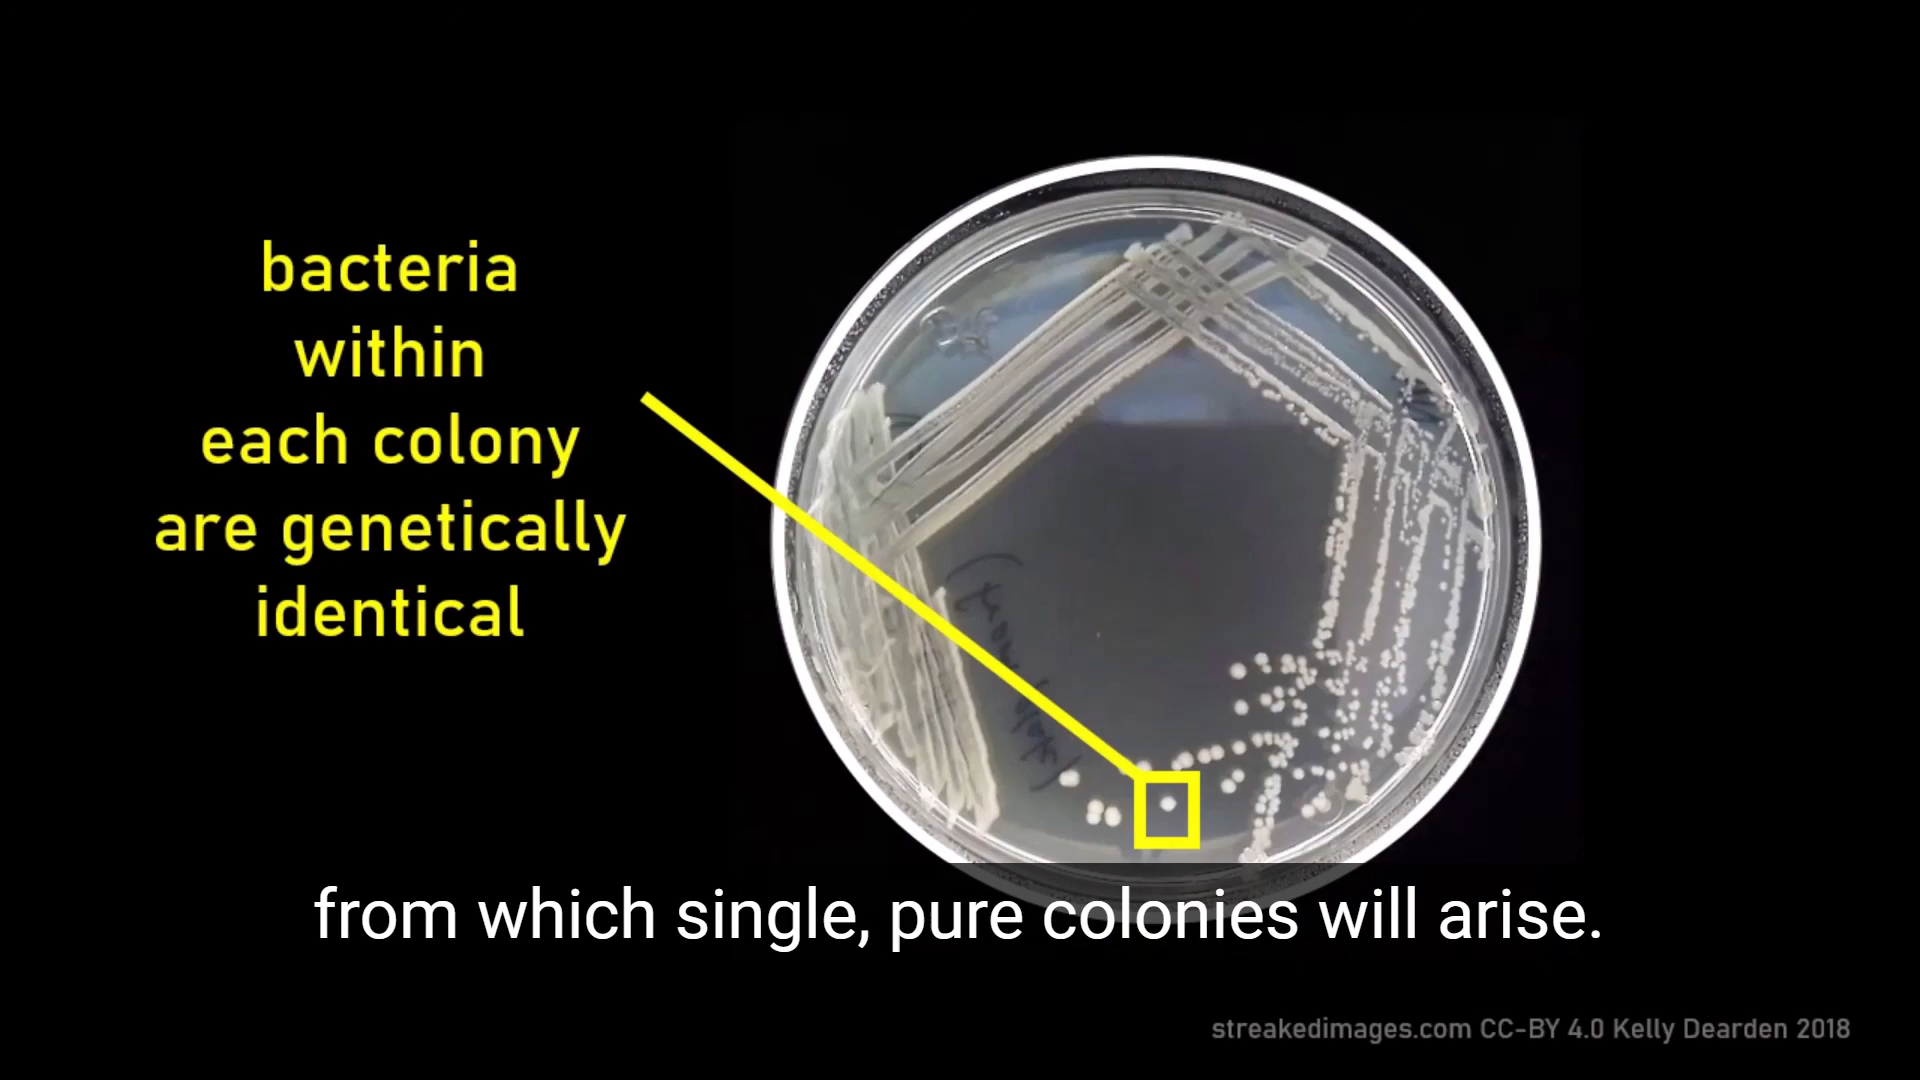 bacteria
within
each colony
are genetically
identical
from which single, pure colonies will arise.
streakedimages.com CC-BY 4.0 Kelly Dearden 2018